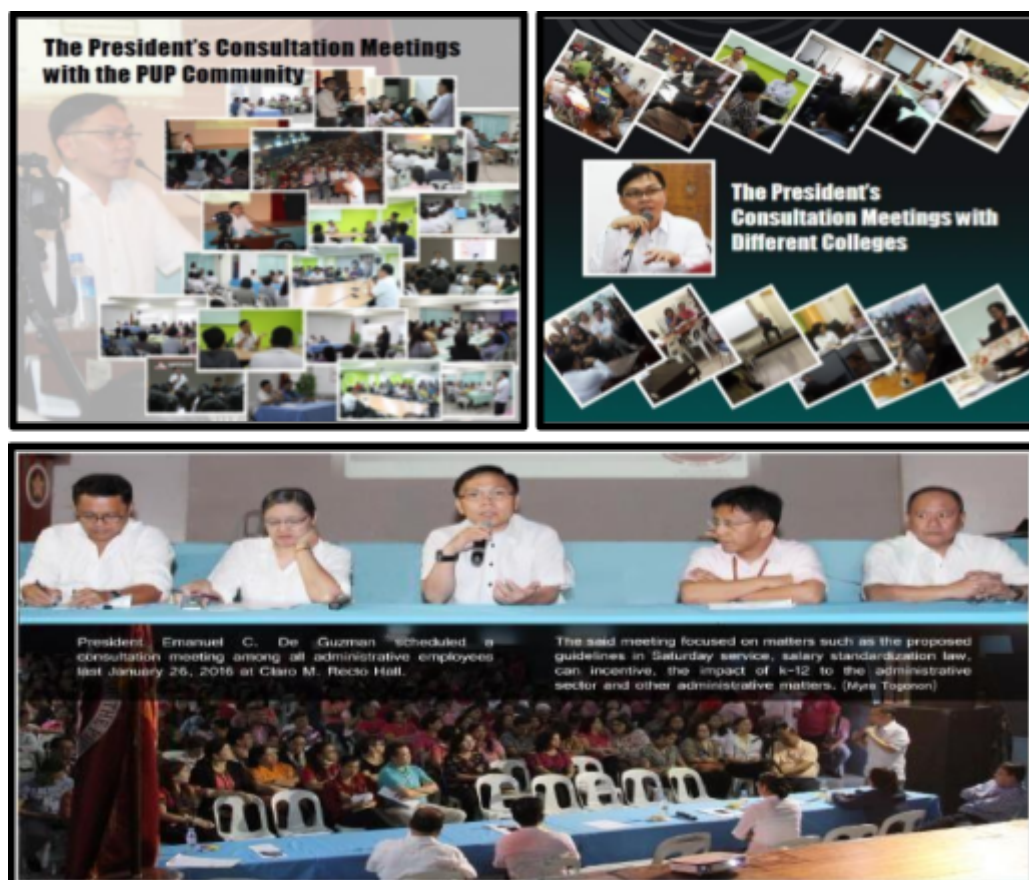 The President's Consultation Meetings
with the PUP Community
The President's
Consultation Meetings with
Different Colleges
President Emanuel C. De Guzman scheduled a
consultation meeting among all administrative employees
last January 26, 2016 at Claro M. Recto Hall.
The said meeting focused on matters such as the proposed
guidelines in Saturday service, salary standardization law,
can incentive, the impact of k-12 to the administrative
sector and other administrative matters. (Myra Togonon)